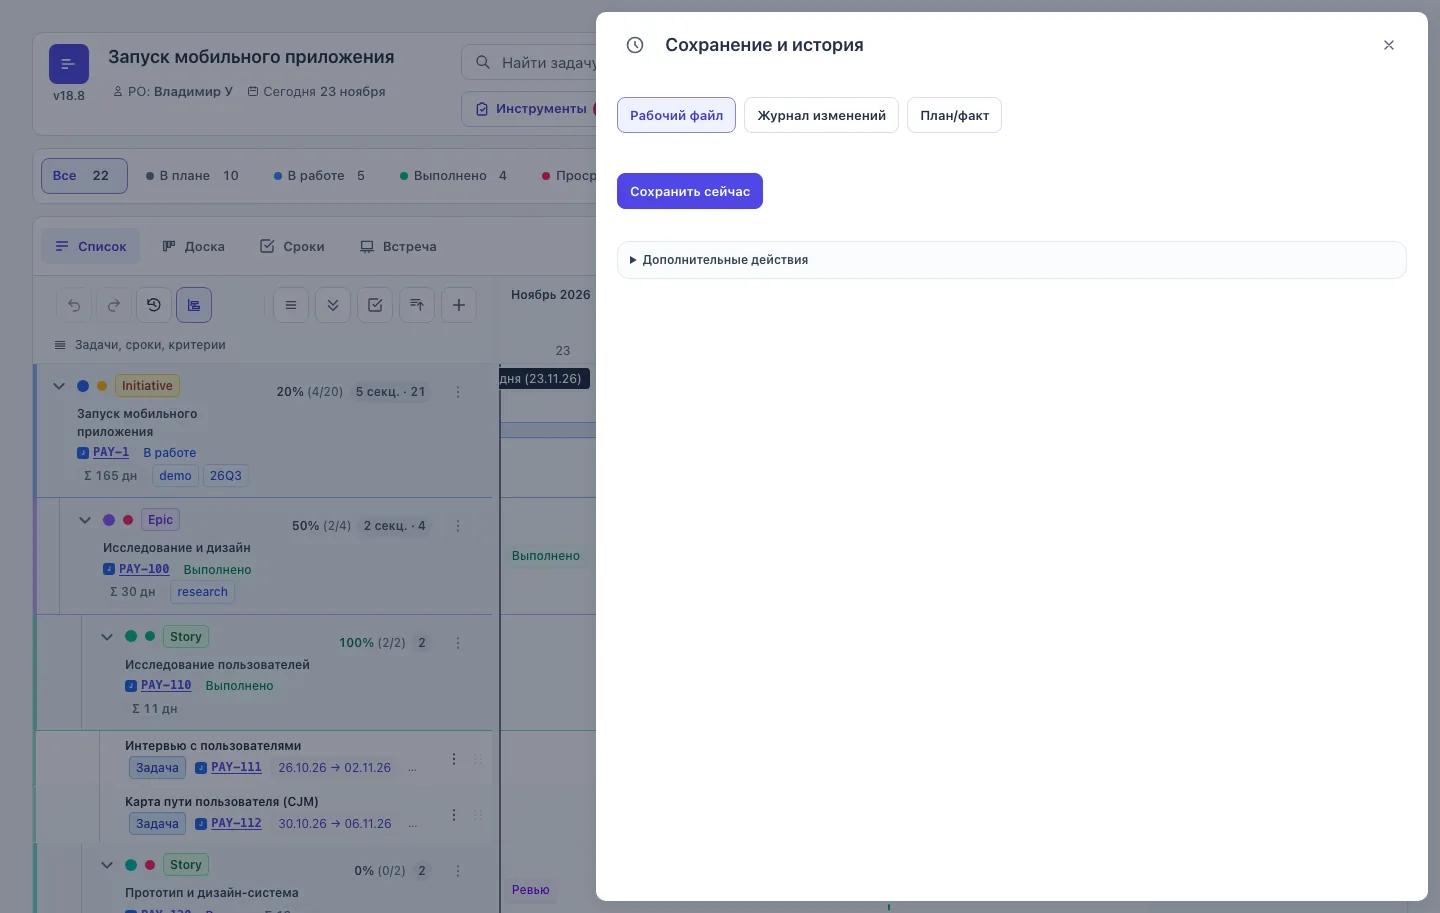 Запуск мобильного приложения
v18.8
PO: Владимир У
Сегодня 23 ноября
Найти задачу
Инструменты
Все 22
В плане 10
В работе 5
Выполнено 4
Список
Доска
Сроки
Встреча
Ноябрь 2026
Задачи, сроки, критерии
23
дня (23.11.26)
Initiative
20% (4/20) 5 секц. · 21
Запуск мобильного
приложения
PAY-1 В работе
Σ 165 дн demo 26Q3
Epic
50% (2/4) 2 секц. · 4
Исследование и дизайн
PAY-100 Выполнено
Σ 30 дн research
Выполнено
Story
100% (2/2) 2
Исследование пользователей
PAY-110 Выполнено
Σ 11 дн
Интервью с пользователями
Задача PAY-111 26.10.26 → 02.11.26 ...
Карта пути пользователя (CJM)
Задача PAY-112 30.10.26 → 06.11.26 ...
Story
0% (0/2) 2
Прототип и дизайн-система
Ревью
Сохранение и история
Рабочий файл
Журнал изменений
План/факт
Сохранить сейчас
Дополнительные действия